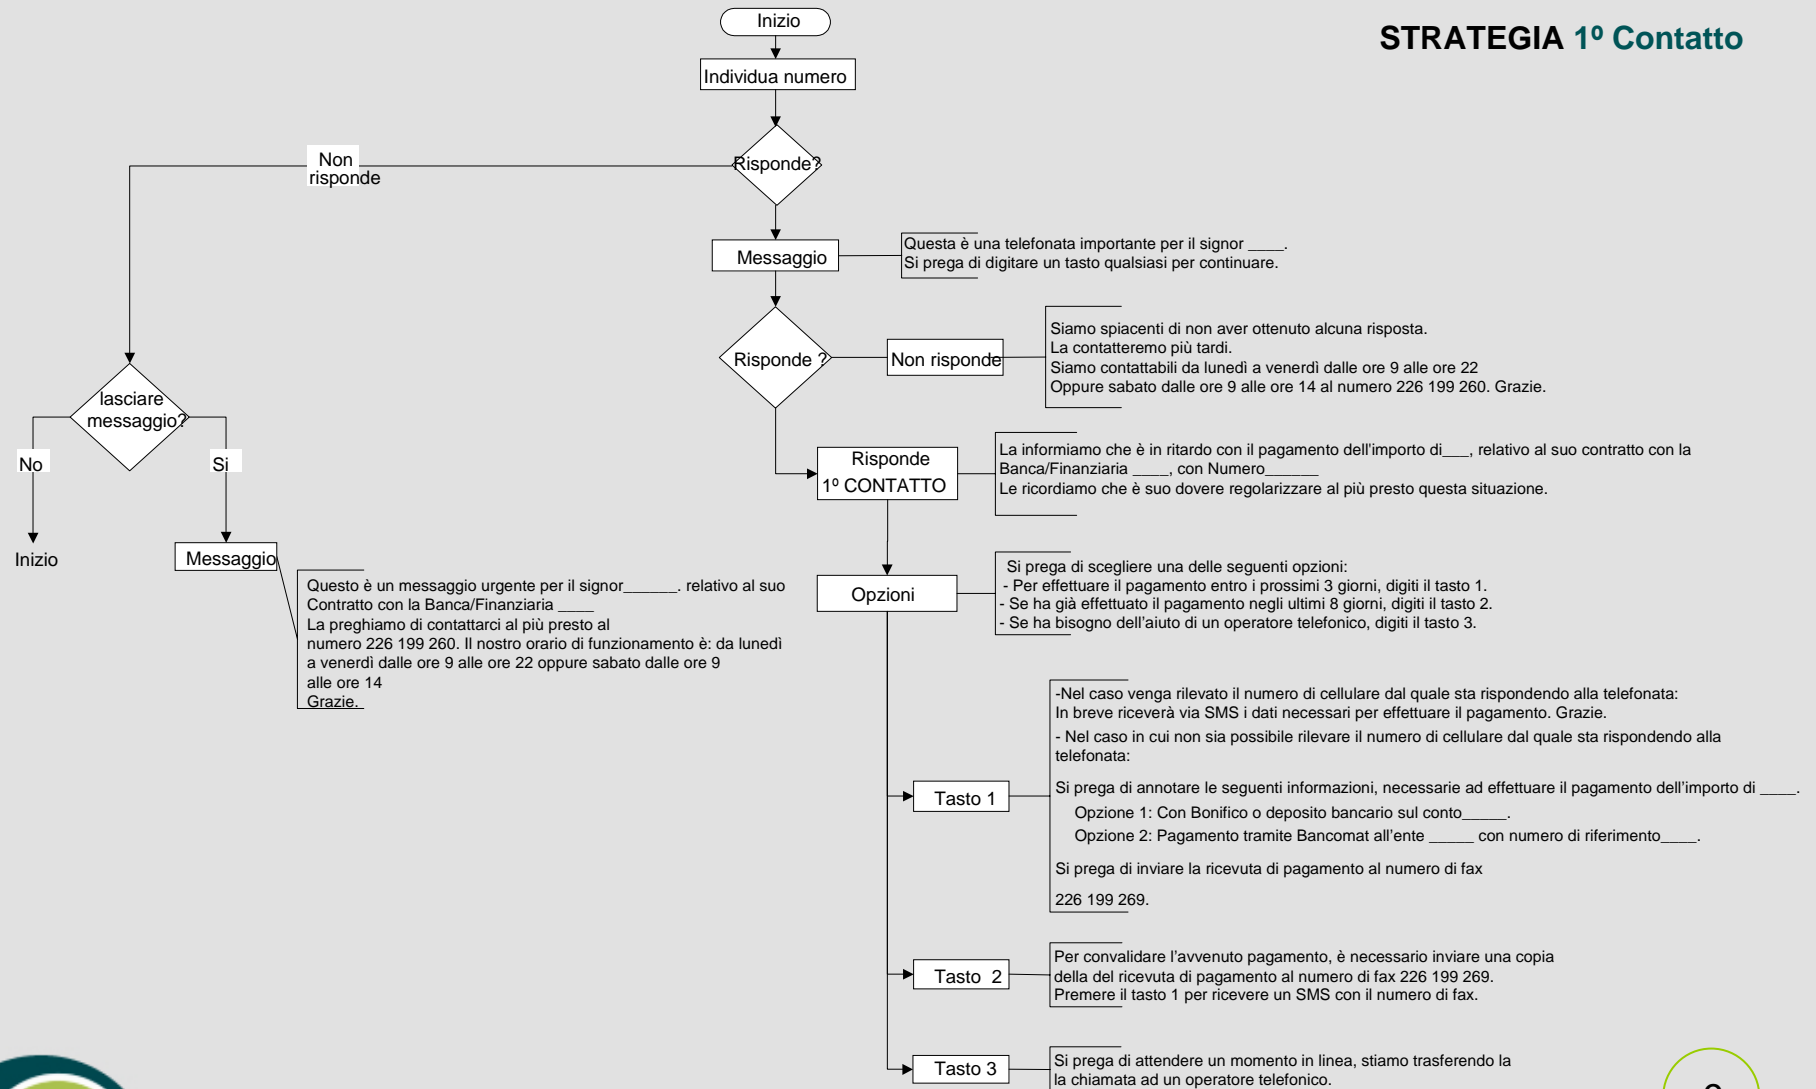 Inizio
STRATEGIA 1º Contatto
Individua numero
Risponde?
Non
risponde
Messaggio
Questa è una telefonata importante per il signor ____.
Si prega di digitare un tasto qualsiasi per continuare.
Risponde ?
Non risponde
Siamo spiacenti di non aver ottenuto alcuna risposta.
La contatteremo più tardi.
Siamo contattabili da lunedì a venerdì dalle ore 9 alle ore 22
Oppure sabato dalle ore 9 alle ore 14 al numero 226 199 260. Grazie.
lasciare
messaggio?
No
Si
Inizio
Messaggio
Questo è un messaggio urgente per il signor______. relativo al suo
Contratto con la Banca/Finanziaria ____
La preghiamo di contattarci al più presto al
numero 226 199 260. Il nostro orario di funzionamento è: da lunedì
a venerdì dalle ore 9 alle ore 22 oppure sabato dalle ore 9
alle ore 14
Grazie.
Risponde
1º CONTATTO
La informiamo che è in ritardo con il pagamento dell'importo di___, relativo al suo contratto con la
Banca/Finanziaria ____, con Numero______
Le ricordiamo che è suo dovere regolarizzare al più presto questa situazione.
Opzioni
Si prega di scegliere una delle seguenti opzioni:
- Per effettuare il pagamento entro i prossimi 3 giorni, digiti il tasto 1.
- Se ha già effettuato il pagamento negli ultimi 8 giorni, digiti il tasto 2.
- Se ha bisogno dell'aiuto di un operatore telefonico, digiti il tasto 3.
Tasto 1
-Nel caso venga rilevato il numero di cellulare dal quale sta rispondendo alla telefonata:
In breve riceverà via SMS i dati necessari per effettuare il pagamento. Grazie.
- Nel caso in cui non sia possibile rilevare il numero di cellulare dal quale sta rispondendo alla
telefonata:
Si prega di annotare le seguenti informazioni, necessarie ad effettuare il pagamento dell'importo di ____.
Opzione 1: Con Bonifico o deposito bancario sul conto_____.
Opzione 2: Pagamento tramite Bancomat all'ente _____ con numero di riferimento____.
Si prega di inviare la ricevuta di pagamento al numero di fax
226 199 269.
Tasto 2
Per convalidare l'avvenuto pagamento, è necessario inviare una copia
della del ricevuta di pagamento al numero di fax 226 199 269.
Premere il tasto 1 per ricevere un SMS con il numero di fax.
Tasto 3
Si prega di attendere un momento in linea, stiamo trasferendo la
la chiamata ad un operatore telefonico.